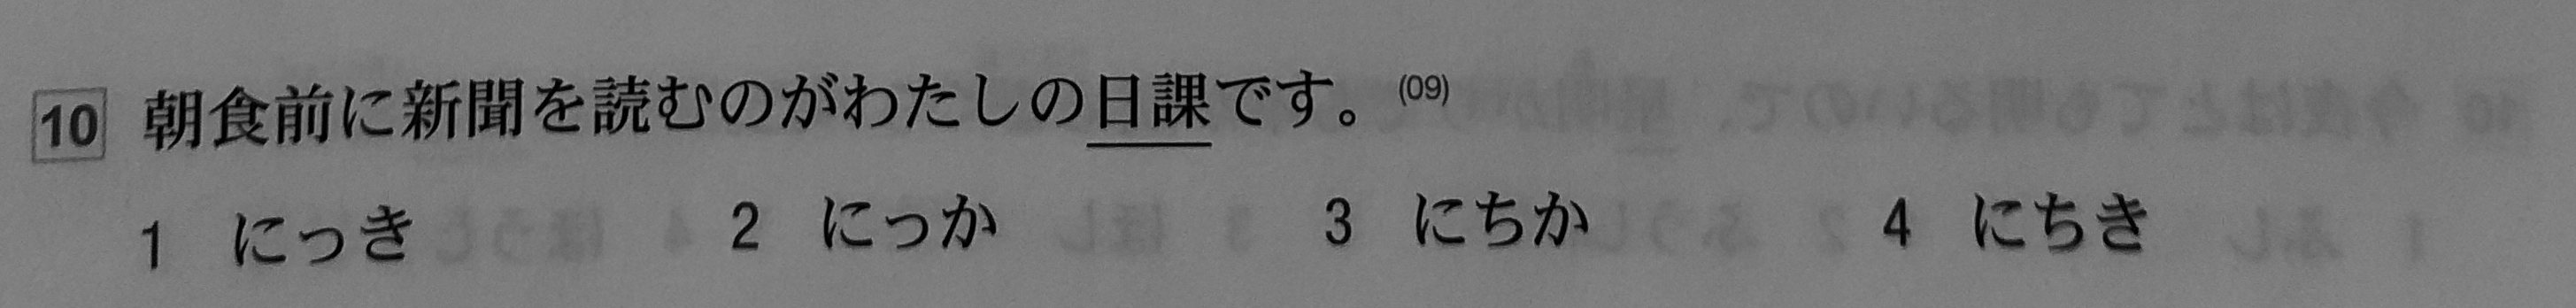 10 朝食前に新聞を読むのがわたしの日課です。(09)
1 にっき 2 にっか 3 にちか 4 にちき